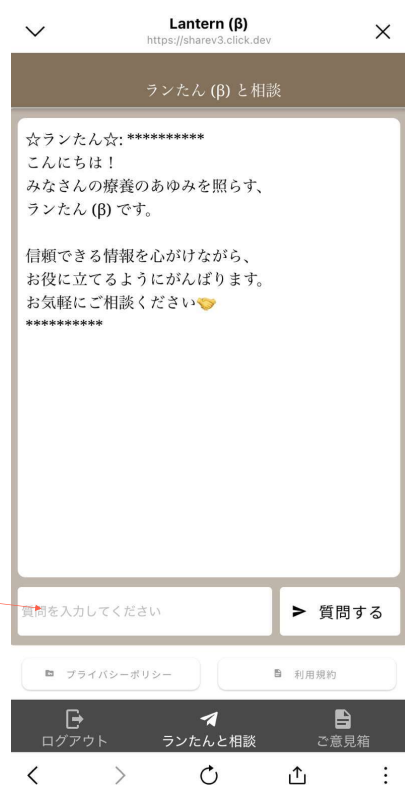 Lantern (β)
https://sharev3.click.dev
ランたん (β) と相談
☆ランたん☆: **********
こんにちは！
みなさんの療養のあゆみを照らす、
ランたん (β) です。
信頼できる情報を心がけながら、
お役に立てるようにがんばります。
お気軽にご相談ください🤝
**********
質問を入力してください
質問する
プライバシーポリシー
利用規約
ログアウト
ランたんと相談
ご意見箱